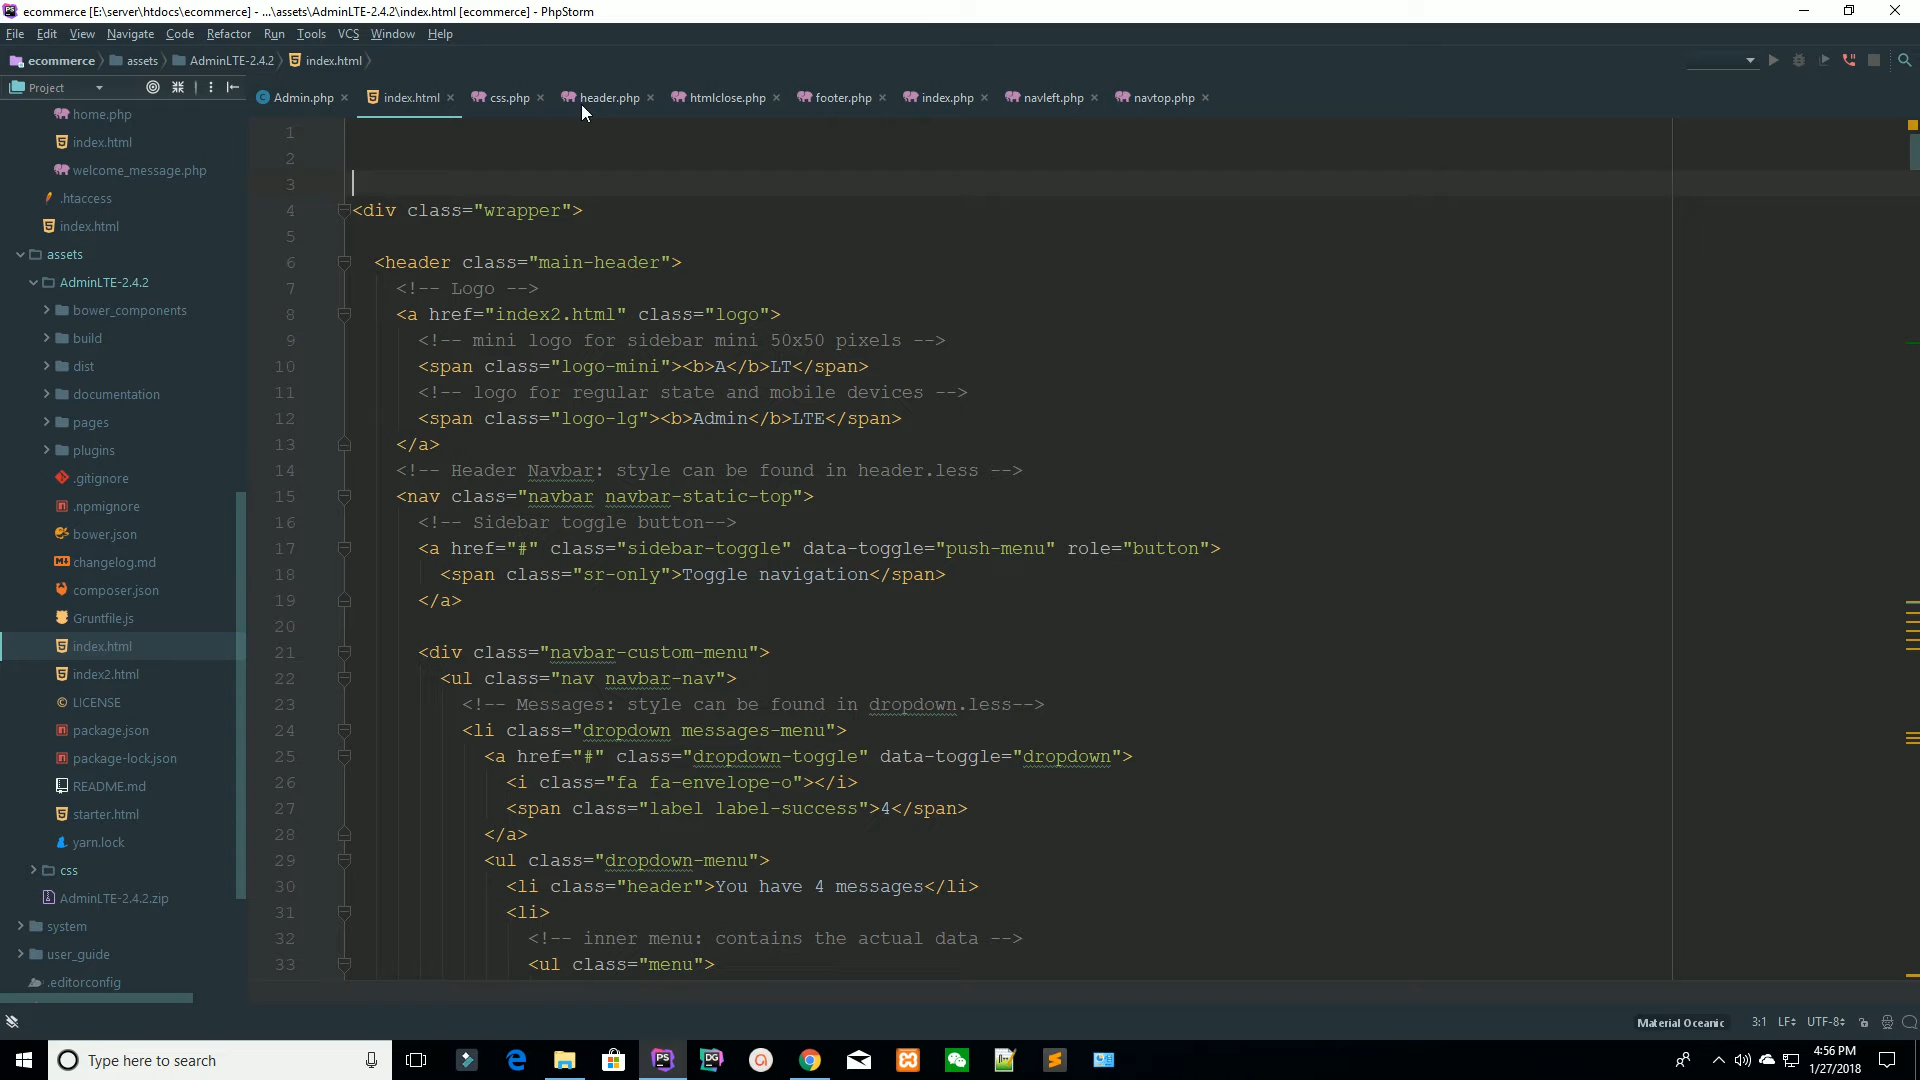 ecommerce [E:\server\htdocs\ecommerce] - ...\assets\AdminLTE-2.4.2\index.html [ecommerce] - PhpStorm
File Edit View Navigate Code Refactor Run Tools VCS Window Help
ecommerce assets AdminLTE-2.4.2 index.html
Project
Admin.php index.html css.php header.php htmlclose.php footer.php index.php navleft.php navtop.php
home.php
index.html
welcome_message.php
.htaccess
index.html
assets
AdminLTE-2.4.2
bower_components
build
dist
documentation
pages
plugins
.gitignore
.npmignore
bower.json
changelog.md
composer.json
Gruntfile.js
index.html
index2.html
LICENSE
package.json
package-lock.json
README.md
starter.html
yarn.lock
css
AdminLTE-2.4.2.zip
system
user_guide
.editorconfig
1
2
3
4 <div class="wrapper">
5
6 <header class="main-header">
7 <!-- Logo -->
8 <a href="index2.html" class="logo">
9 <!-- mini logo for sidebar mini 50x50 pixels -->
10 <span class="logo-mini"><b>A</b>LT</span>
11 <!-- logo for regular state and mobile devices -->
12 <span class="logo-lg"><b>Admin</b>LTE</span>
13 </a>
14 <!-- Header Navbar: style can be found in header.less -->
15 <nav class="navbar navbar-static-top">
16 <!-- Sidebar toggle button-->
17 <a href="#" class="sidebar-toggle" data-toggle="push-menu" role="button">
18 <span class="sr-only">Toggle navigation</span>
19 </a>
20
21 <div class="navbar-custom-menu">
22 <ul class="nav navbar-nav">
23 <!-- Messages: style can be found in dropdown.less-->
24 <li class="dropdown messages-menu">
25 <a href="#" class="dropdown-toggle" data-toggle="dropdown">
26 <i class="fa fa-envelope-o"></i>
27 <span class="label label-success">4</span>
28 </a>
29 <ul class="dropdown-menu">
30 <li class="header">You have 4 messages</li>
31 <li>
32 <!-- inner menu: contains the actual data -->
33 <ul class="menu">
Material Oceanic 3:1 LF UTF-8
Type here to search
4:56 PM
1/27/2018